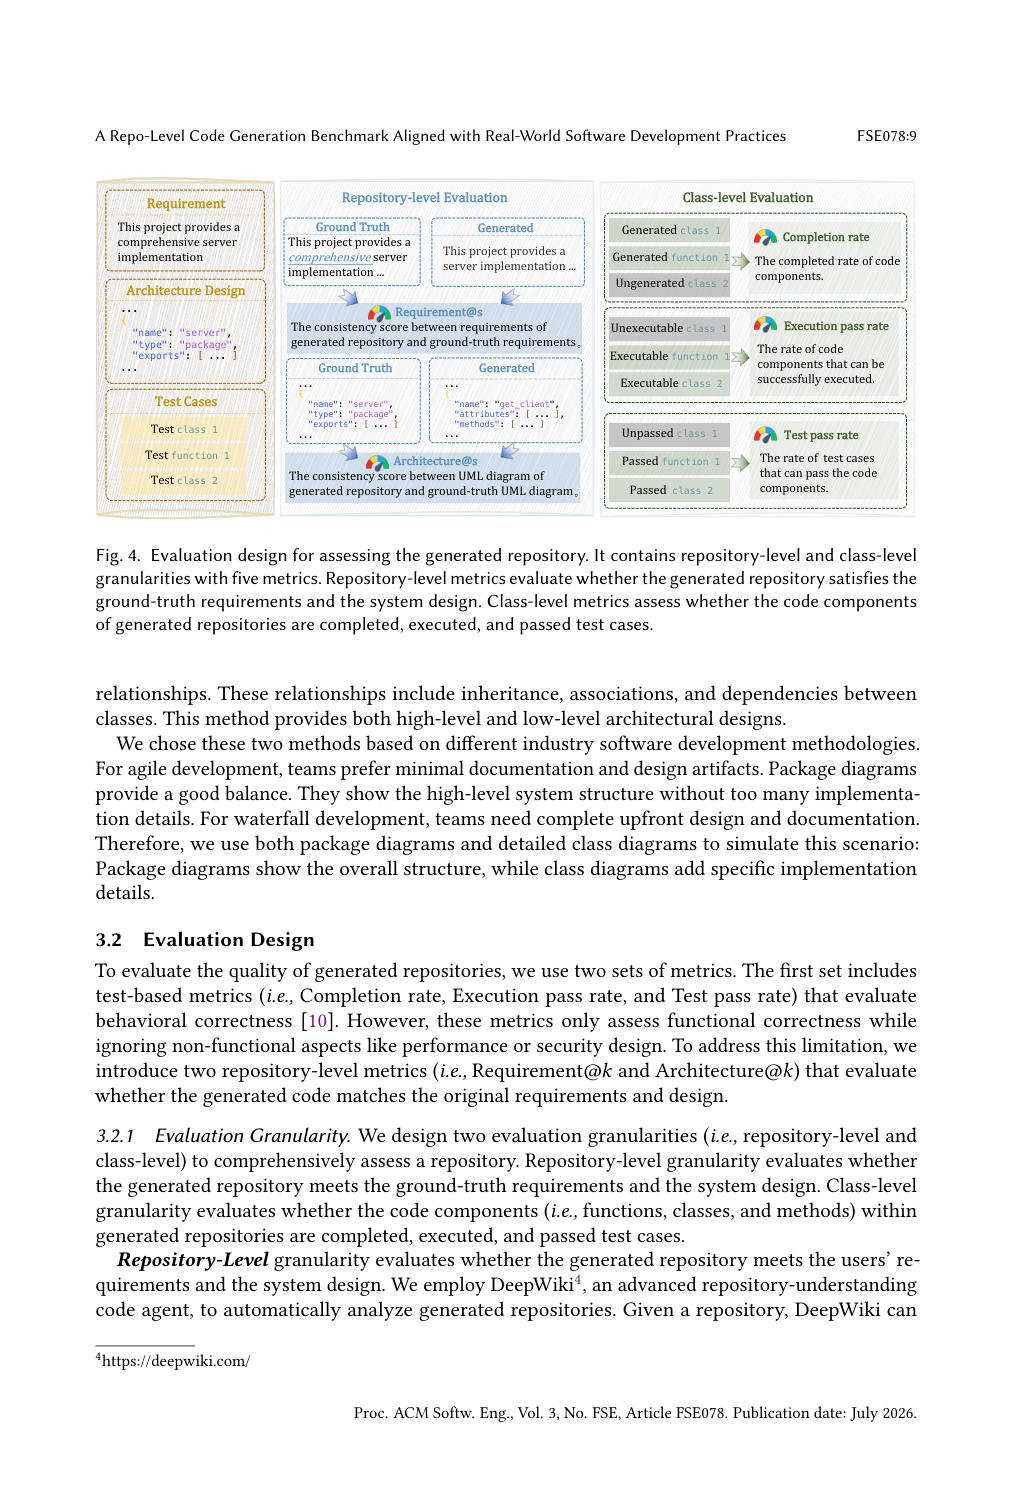 A Repo-Level Code Generation Benchmark Aligned with Real-World Software Development Practices FSE078:9
Requirement
This project provides a
comprehensive server
implementation
Architecture Design
...
{
"name": "server",
"type": "package",
"exports": [ ... ]
...
Test Cases
Test class 1
Test function 1
Test class 2
Repository-level Evaluation
Ground Truth
This project provides a
comprehensive server
implementation ...
Generated
This project provides a
server implementation ...
Requirement@s
The consistency score between requirements of
generated repository and ground-truth requirements。
Ground Truth
...
{
"name": "server",
"type": "package",
"exports": [ ... ]
...
Generated
...
{
"name": "get_client",
"attributes": [ ... ],
"methods": [ ... ]
...
Architecture@s
The consistency score between UML diagram of
generated repository and ground-truth UML diagram。
Class-level Evaluation
Generated class 1
Generated function 1
Ungenerated class 2
Completion rate
The completed rate of code
components.
Unexecutable class 1
Executable function 1
Executable class 2
Execution pass rate
The rate of code
components that can be
successfully executed.
Unpassed class 1
Passed function 1
Passed class 2
Test pass rate
The rate of test cases
that can pass the code
components.
Fig. 4. Evaluation design for assessing the generated repository. It contains repository-level and class-level
granularities with five metrics. Repository-level metrics evaluate whether the generated repository satisfies the
ground-truth requirements and the system design. Class-level metrics assess whether the code components
of generated repositories are completed, executed, and passed test cases.
relationships. These relationships include inheritance, associations, and dependencies between
classes. This method provides both high-level and low-level architectural designs.
We chose these two methods based on different industry software development methodologies.
For agile development, teams prefer minimal documentation and design artifacts. Package diagrams
provide a good balance. They show the high-level system structure without too many implementa-
tion details. For waterfall development, teams need complete upfront design and documentation.
Therefore, we use both package diagrams and detailed class diagrams to simulate this scenario:
Package diagrams show the overall structure, while class diagrams add specific implementation
details.
3.2 Evaluation Design
To evaluate the quality of generated repositories, we use two sets of metrics. The first set includes
test-based metrics (i.e., Completion rate, Execution pass rate, and Test pass rate) that evaluate
behavioral correctness [10]. However, these metrics only assess functional correctness while
ignoring non-functional aspects like performance or security design. To address this limitation, we
introduce two repository-level metrics (i.e., Requirement@k and Architecture@k) that evaluate
whether the generated code matches the original requirements and design.
3.2.1 Evaluation Granularity. We design two evaluation granularities (i.e., repository-level and
class-level) to comprehensively assess a repository. Repository-level granularity evaluates whether
the generated repository meets the ground-truth requirements and the system design. Class-level
granularity evaluates whether the code components (i.e., functions, classes, and methods) within
generated repositories are completed, executed, and passed test cases.
Repository-Level granularity evaluates whether the generated repository meets the users' re-
quirements and the system design. We employ DeepWiki4, an advanced repository-understanding
code agent, to automatically analyze generated repositories. Given a repository, DeepWiki can
4https://deepwiki.com/
Proc. ACM Softw. Eng., Vol. 3, No. FSE, Article FSE078. Publication date: July 2026.